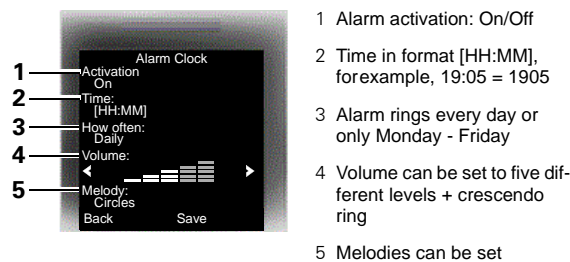 Alarm Clock
1 Activation
On
2 Time:
[HH:MM]
3 How often:
Daily
4 Volume:
5 Melody:
Circles
Back Save
1 Alarm activation: On/Off
2 Time in format [HH:MM],
forexample, 19:05 = 1905
3 Alarm rings every day or
only Monday - Friday
4 Volume can be set to five dif-
ferent levels + crescendo
ring
5 Melodies can be set